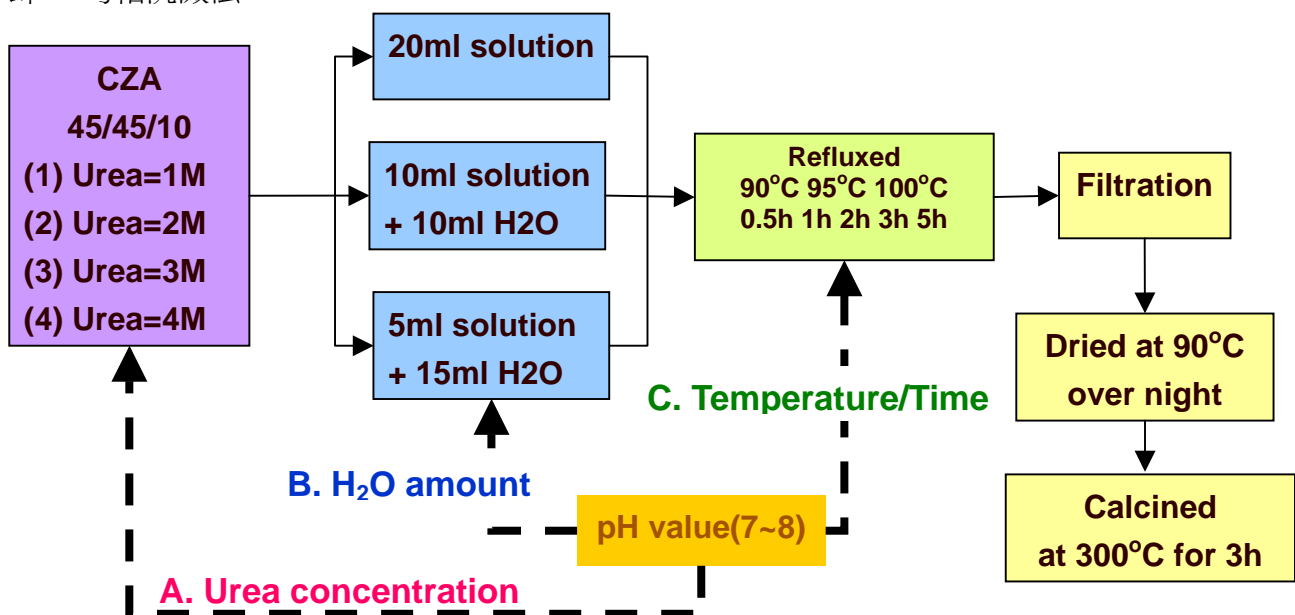 CZA
45/45/10
(1) Urea=1M
(2) Urea=2M
(3) Urea=3M
(4) Urea=4M
20ml solution
10ml solution
+ 10ml H2O
5ml solution
+ 15ml H2O
Refluxed
90°C 95°C 100°C
0.5h 1h 2h 3h 5h
Filtration
Dried at 90°C
over night
Calcined
at 300°C for 3h
C. Temperature/Time
B. H₂O amount
pH value(7~8)
A. Urea concentration